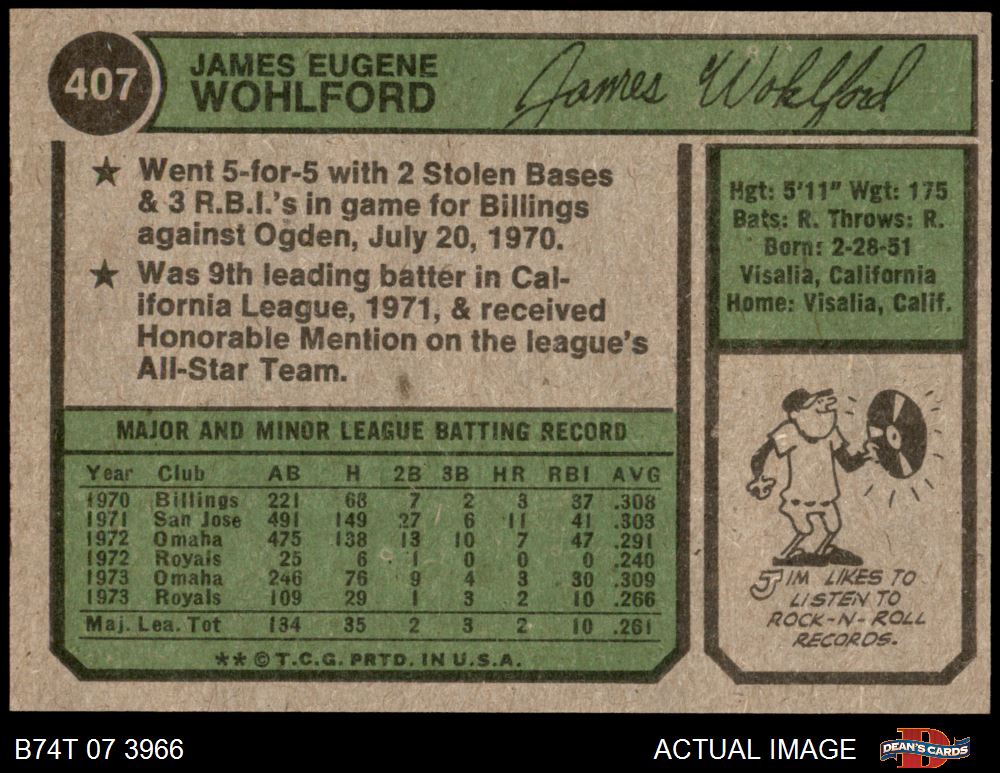 407
JAMES EUGENE
WOHLFORD
James Wohlford
★ Went 5-for-5 with 2 Stolen Bases
& 3 R.B.I.'s in game for Billings
against Ogden, July 20, 1970.
★ Was 9th leading batter in Cal-
ifornia League, 1971, & received
Honorable Mention on the league's
All-Star Team.
Hgt: 5'11" Wgt: 175
Bats: R. Throws: R.
Born: 2-28-51
Visalia, California
Home: Visalia, Calif.
MAJOR AND MINOR LEAGUE BATTING RECORD
Year Club AB H 2B 3B HR RBI AVG
1970 Billings 221 68 7 2 3 37 .308
1971 San Jose 491 149 27 6 11 41 .303
1972 Omaha 475 138 13 10 7 47 .291
1972 Royals 25 6 1 0 0 0 .240
1973 Omaha 246 76 9 4 3 30 .309
1973 Royals 109 29 1 3 2 10 .266
Maj. Lea. Tot 134 35 2 3 2 10 .261
** © T.C.G. PRTD. IN U.S.A.
JIM LIKES TO
LISTEN TO
ROCK-N-ROLL
RECORDS.
B74T 07 3966
ACTUAL IMAGE
DEAN'S CARDS